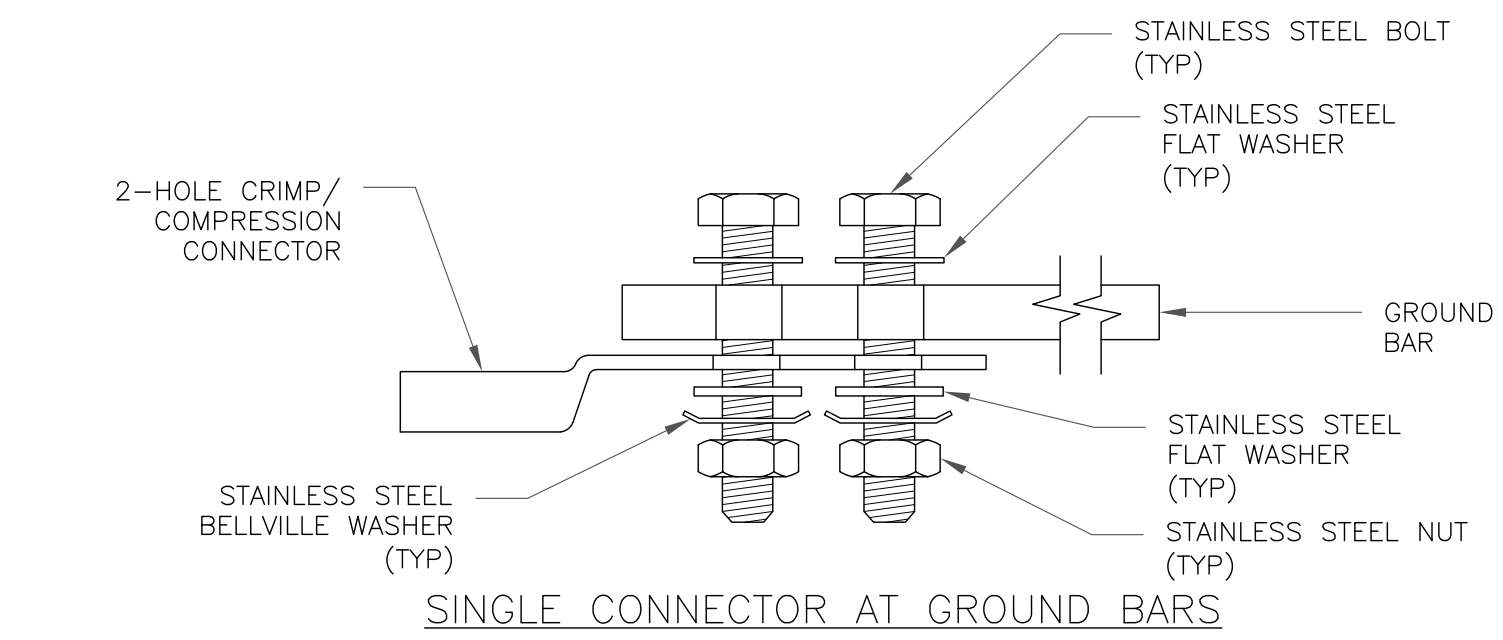 STAINLESS STEEL BOLT
(TYP)
STAINLESS STEEL
FLAT WASHER
(TYP)
2-HOLE CRIMP/
COMPRESSION
CONNECTOR
GROUND
BAR
STAINLESS STEEL
FLAT WASHER
(TYP)
STAINLESS STEEL
BELLVILLE WASHER
(TYP)
STAINLESS STEEL NUT
(TYP)
SINGLE CONNECTOR AT GROUND BARS